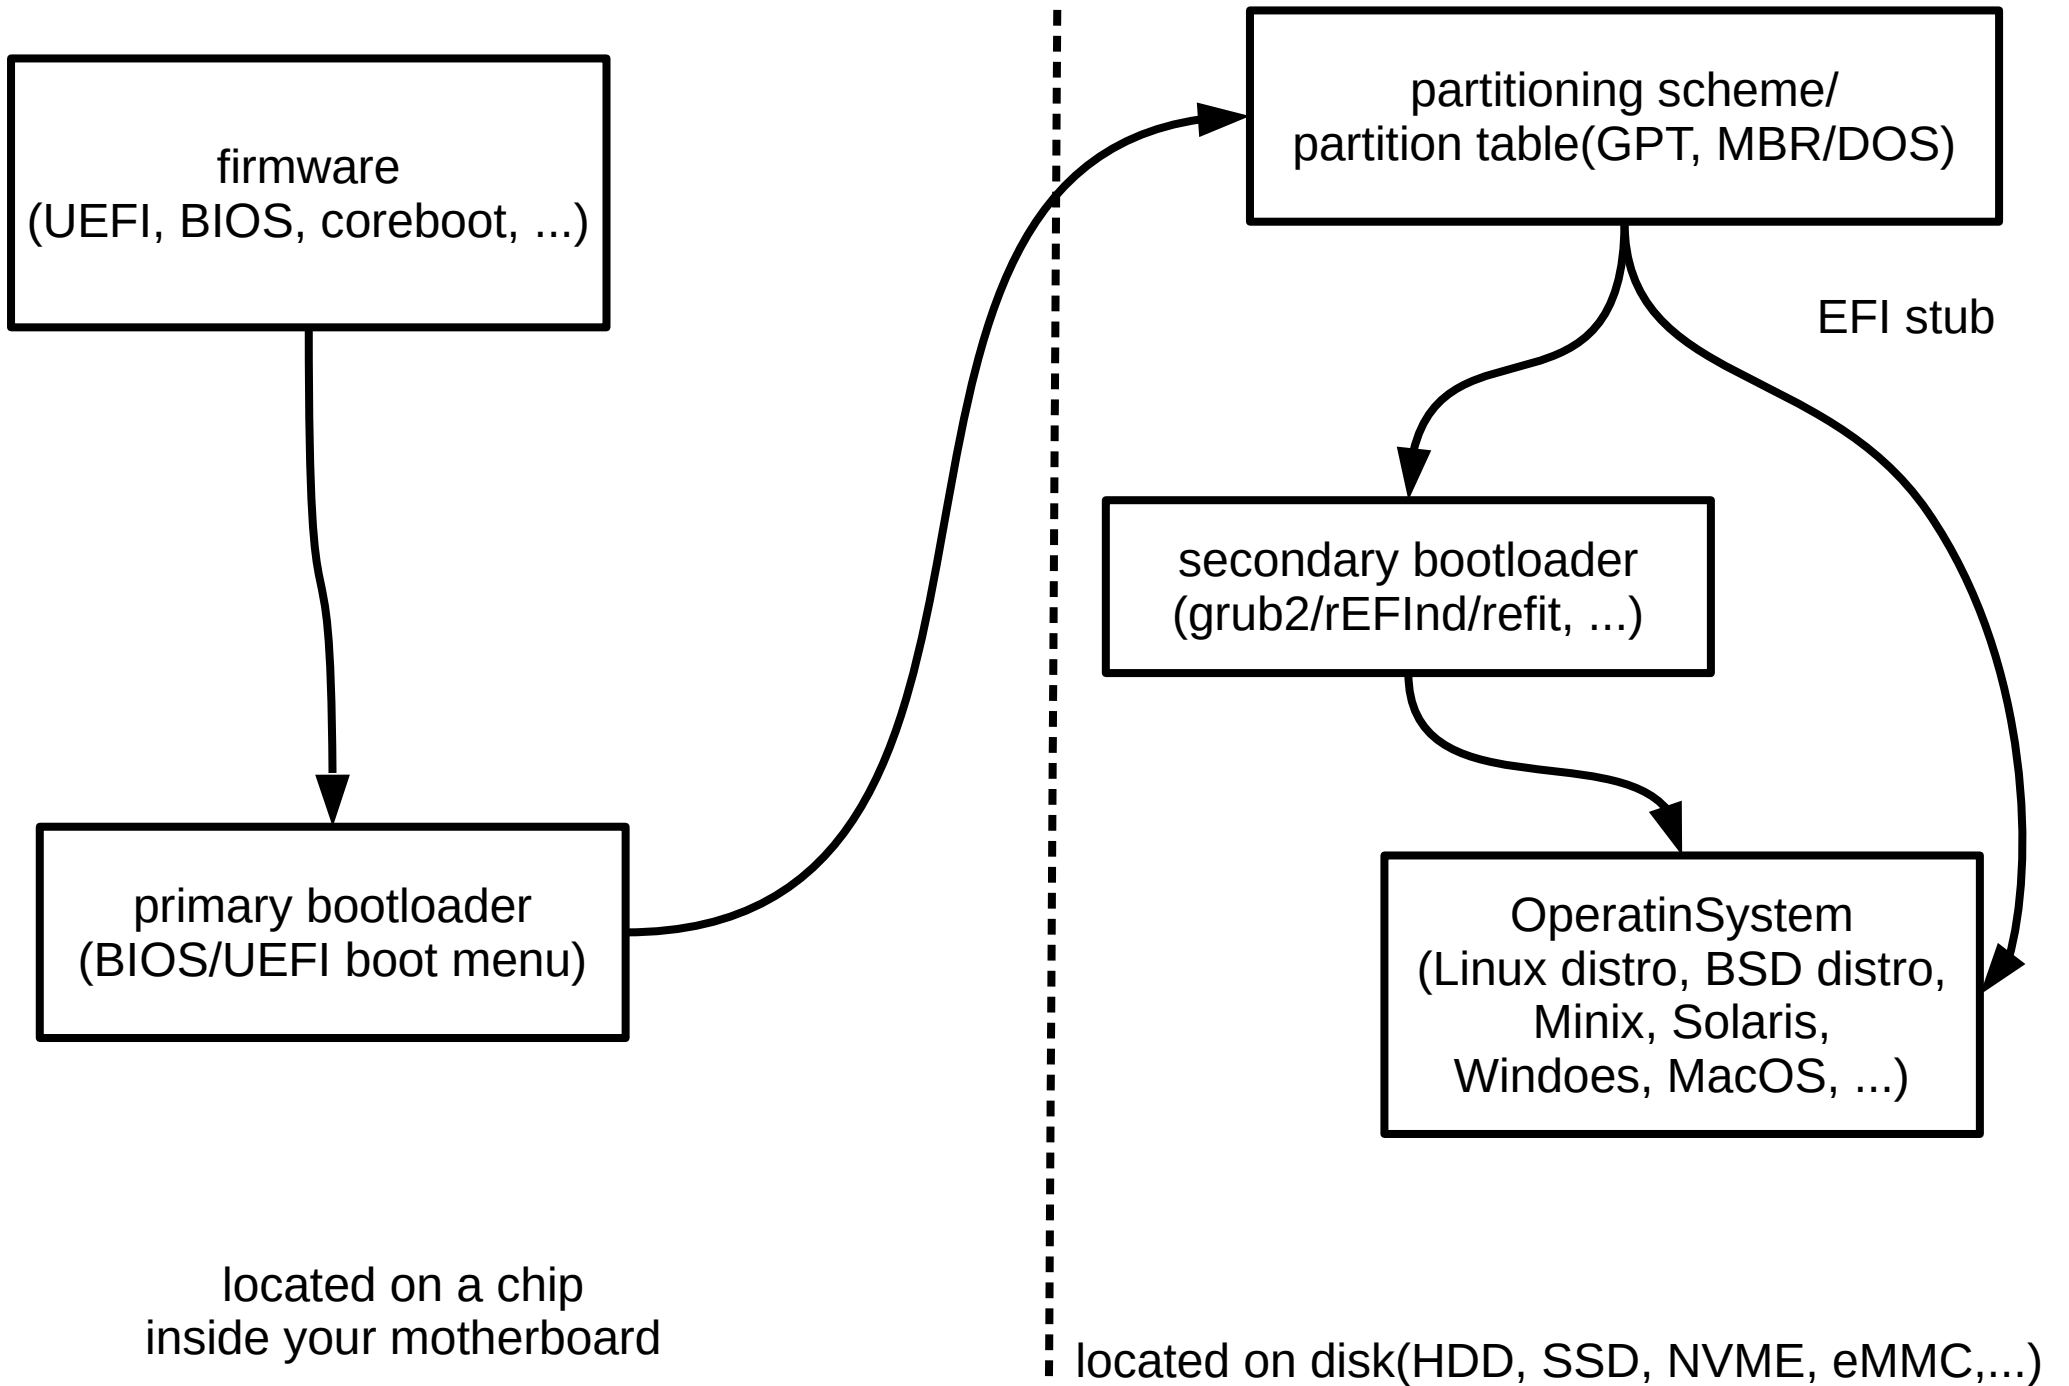 firmware
(UEFI, BIOS, coreboot, ...)
primary bootloader
(BIOS/UEFI boot menu)
located on a chip
inside your motherboard
partitioning scheme/
partition table(GPT, MBR/DOS)
EFI stub
secondary bootloader
(grub2/rEFInd/refit, ...)
OperatinSystem
(Linux distro, BSD distro,
Minix, Solaris,
Windoes, MacOS, ...)
located on disk(HDD, SSD, NVME, eMMC,...)